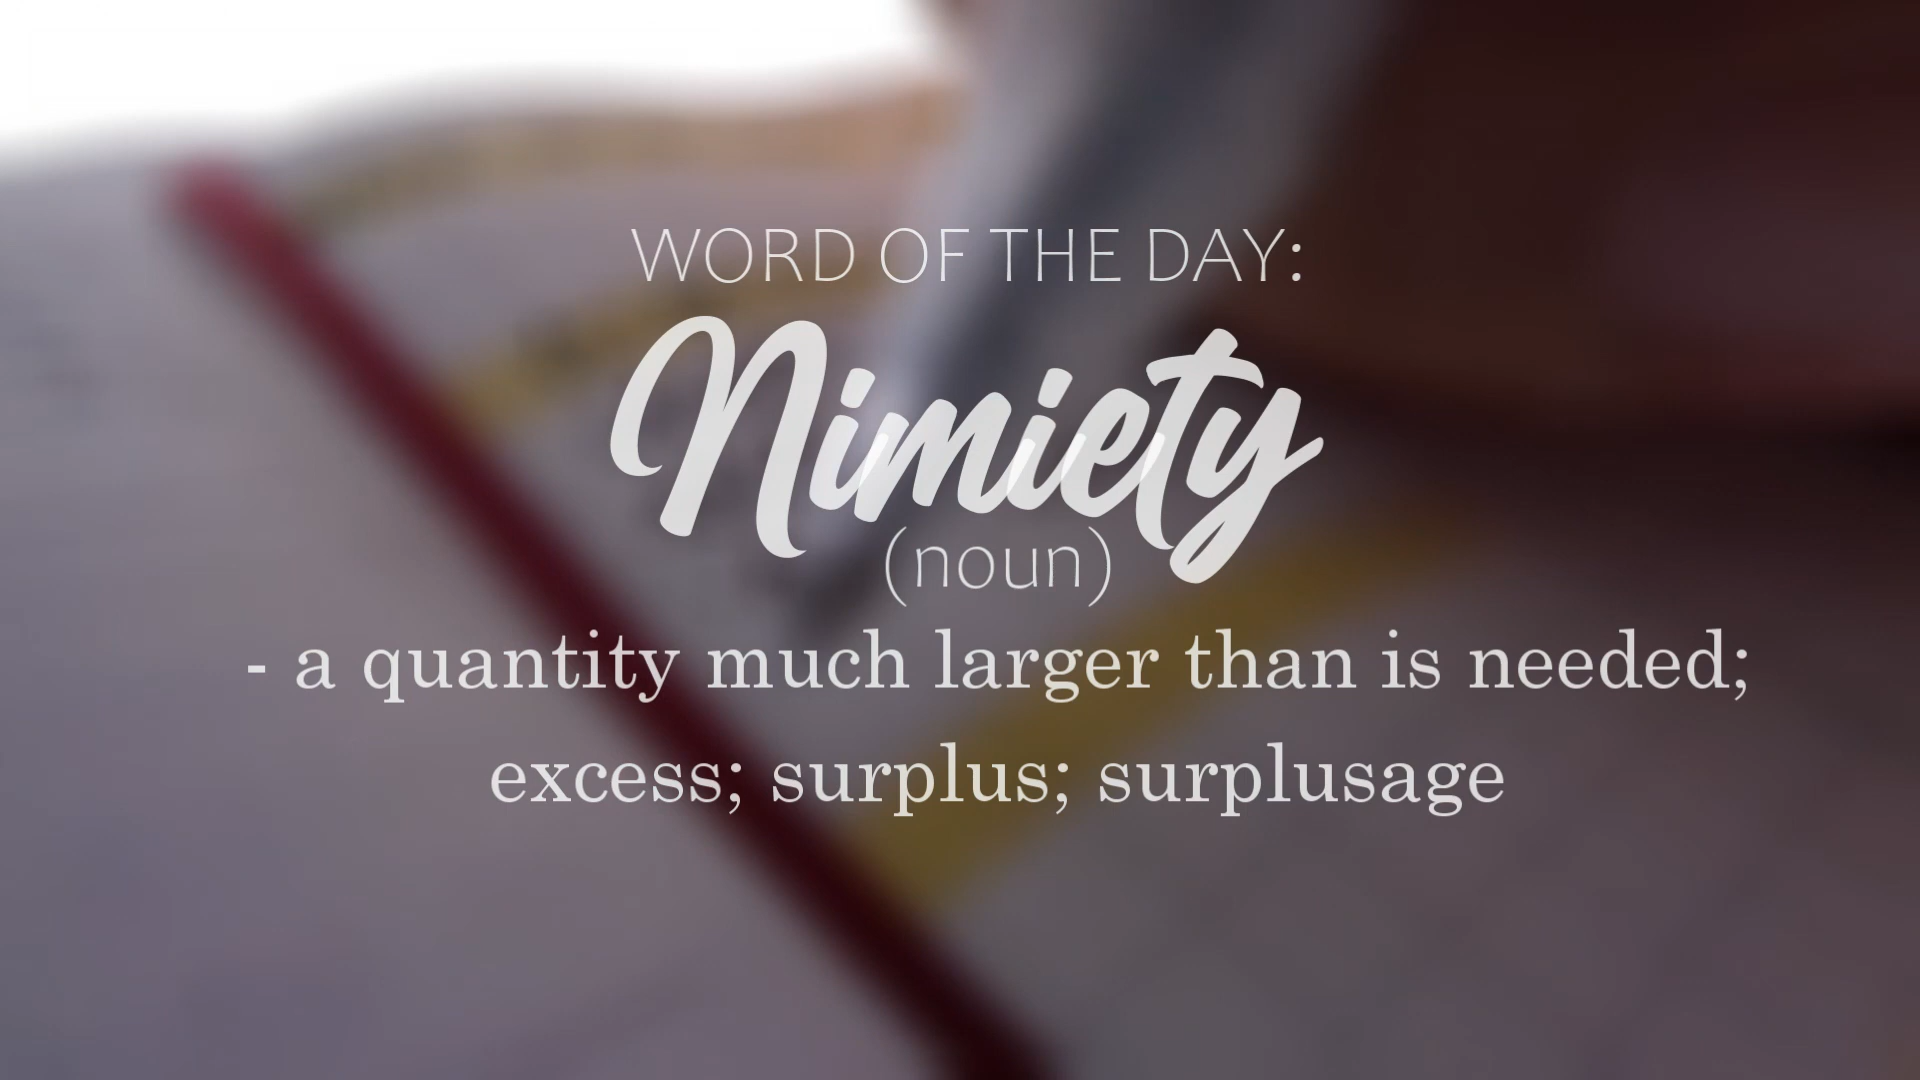 WORD OF THE DAY:
Nimiety
(noun)
- a quantity much larger than is needed;
excess; surplus; surplusage